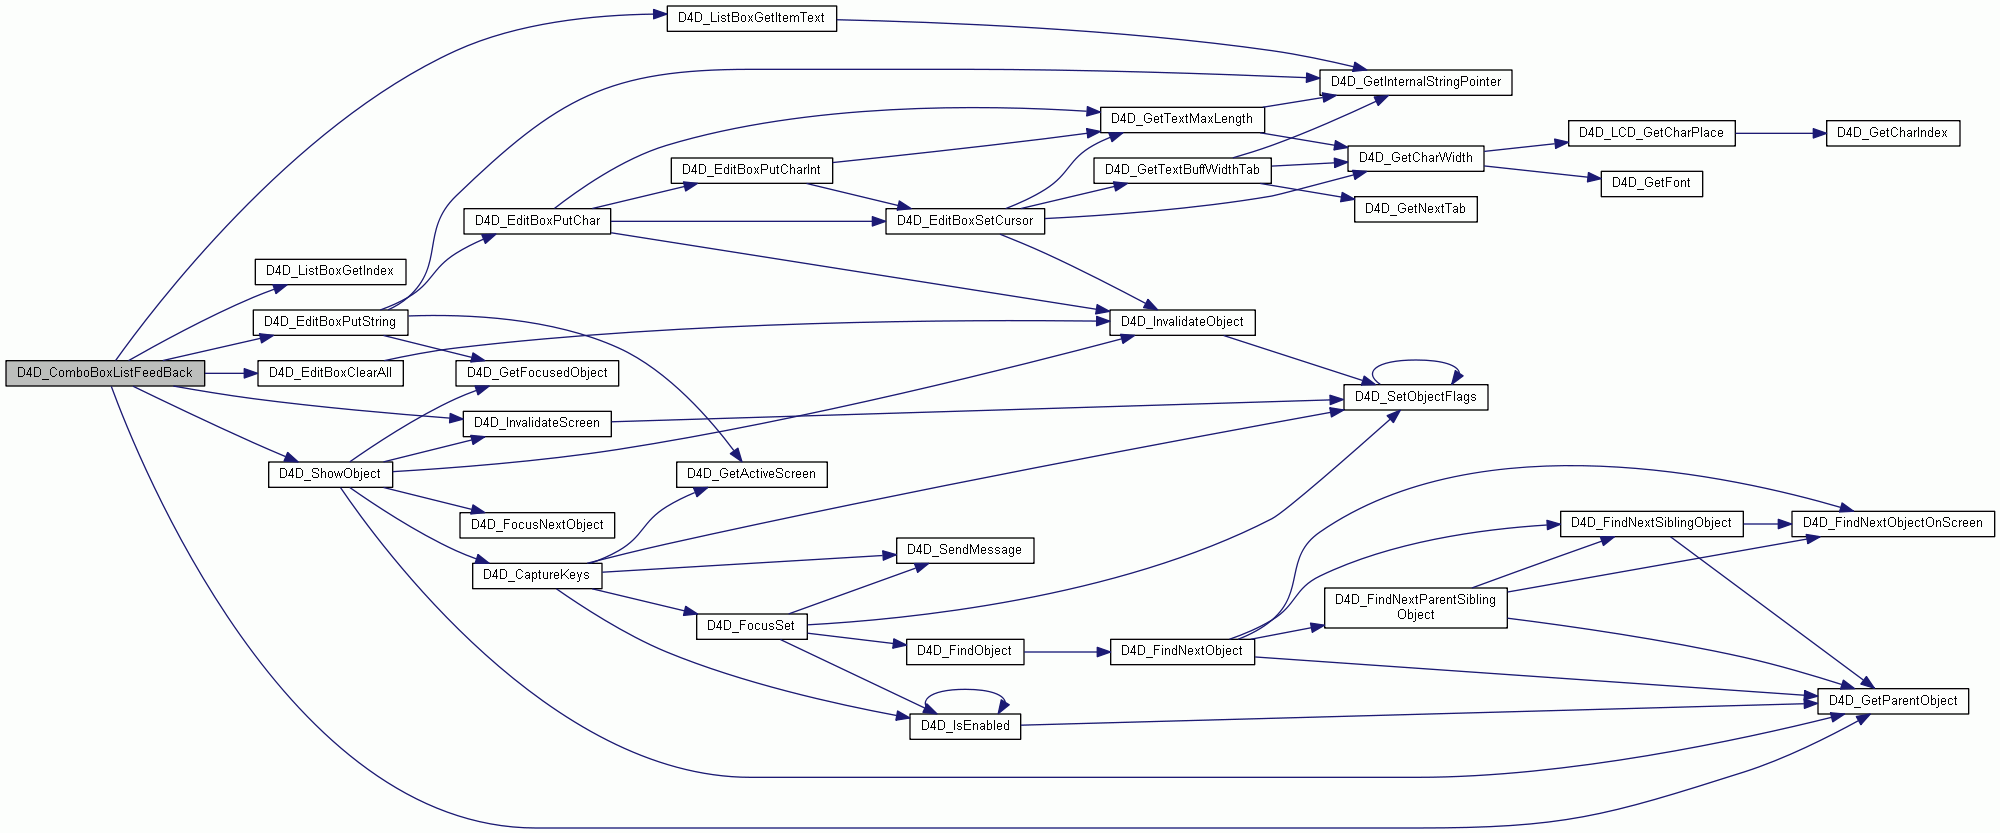 D4D_ListBoxGetItemText
D4D_GetInternalStringPointer
D4D_GetTextMaxLength
D4D_LCD_GetCharPlace
D4D_GetCharIndex
D4D_GetCharWidth
D4D_EditBoxPutCharInt
D4D_GetTextBuffWidthTab
D4D_GetFont
D4D_GetNextTab
D4D_EditBoxPutChar
D4D_EditBoxSetCursor
D4D_ListBoxGetIndex
D4D_EditBoxPutString
D4D_InvalidateObject
D4D_ComboBoxListFeedBack
D4D_EditBoxClearAll
D4D_GetFocusedObject
D4D_SetObjectFlags
D4D_InvalidateScreen
D4D_ShowObject
D4D_GetActiveScreen
D4D_FocusNextObject
D4D_FindNextSiblingObject
D4D_FindNextObjectOnScreen
D4D_SendMessage
D4D_CaptureKeys
D4D_FindNextParentSibling
Object
D4D_FocusSet
D4D_FindObject
D4D_FindNextObject
D4D_GetParentObject
D4D_IsEnabled